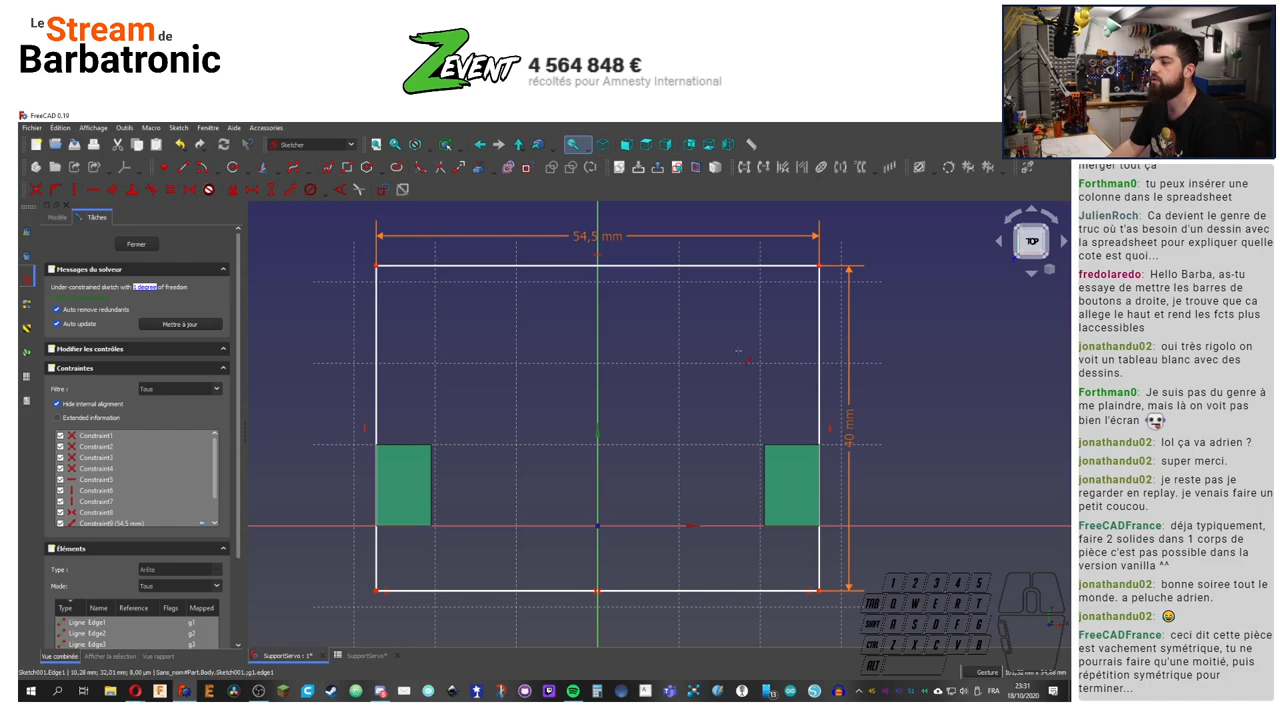 Le
Stream de
Barbatronic
ZEVENT
4 564 848 €
récoltés pour Amnesty International
FreeCAD 0.19
Fichier Édition Affichage Outils Macro Sketch Fenêtre Aide Accessories
Sketcher
Modèle Tâches
Fermer
Messages du solveur
Under-constrained sketch with 1 degree of freedom
Auto remove redundants
Auto update
Mettre à jour
Modifier les contrôles
Contraintes
Filtre :
Tous
Hide internal alignment
Extended information
Constraint1
Constraint2
Constraint3
Constraint4
Constraint5
Constraint6
Constraint7
Constraint8
Constraint9 (54,5 mm)
Éléments
Type :
Arête
Mode:
Tous
Type Name Reference Flags Mapped
Ligne Edge1 g1
Ligne Edge2 g2
Ligne Edge3 g3
Vue combinée Afficher la sélection Vue rapport
54,5 mm
40 mm
TOP
1 2 3 4 5
TAB Q W E R T
SHIFT A S D F G
CTRL Z X C V
ALT
SupportServo : 1*
SupportServo*
Gesture
FRA
23:31
18/10/2020
merger tout ça
Forthman0: tu peux insérer une
colonne dans le spreadsheet
JulienRoch: Ca devient le genre de
truc où t'as besoin d'un dessin avec
la spreadsheet pour expliquer quelle
cote est quoi...
fredolaredo: Hello Barba, as-tu
essaye de mettre les barres de
boutons a droite, je trouve que ca
allege le haut et rend les fcts plus
laccessibles
jonathandu02: oui très rigolo on
voit un tableau blanc avec des
dessins.
Forthman0: Je suis pas du genre à
me plaindre, mais là on voit pas
bien l'écran
jonathandu02: lol ça va adrien ?
jonathandu02: super merci.
jonathandu02: je reste pas je
regarder en replay. je venais faire un
petit coucou.
FreeCADFrance: déja typiquement,
faire 2 solides dans 1 corps de
pièce c'est pas possible dans la
version vanilla ^^
jonathandu02: bonne soiree tout le
monde. a peluche adrien.
jonathandu02:
FreeCADFrance: ceci dit cette pièce
est vachement symétrique, tu ne
pourrais faire qu'une moitié, puis
répétition symétrique pour
terminer...